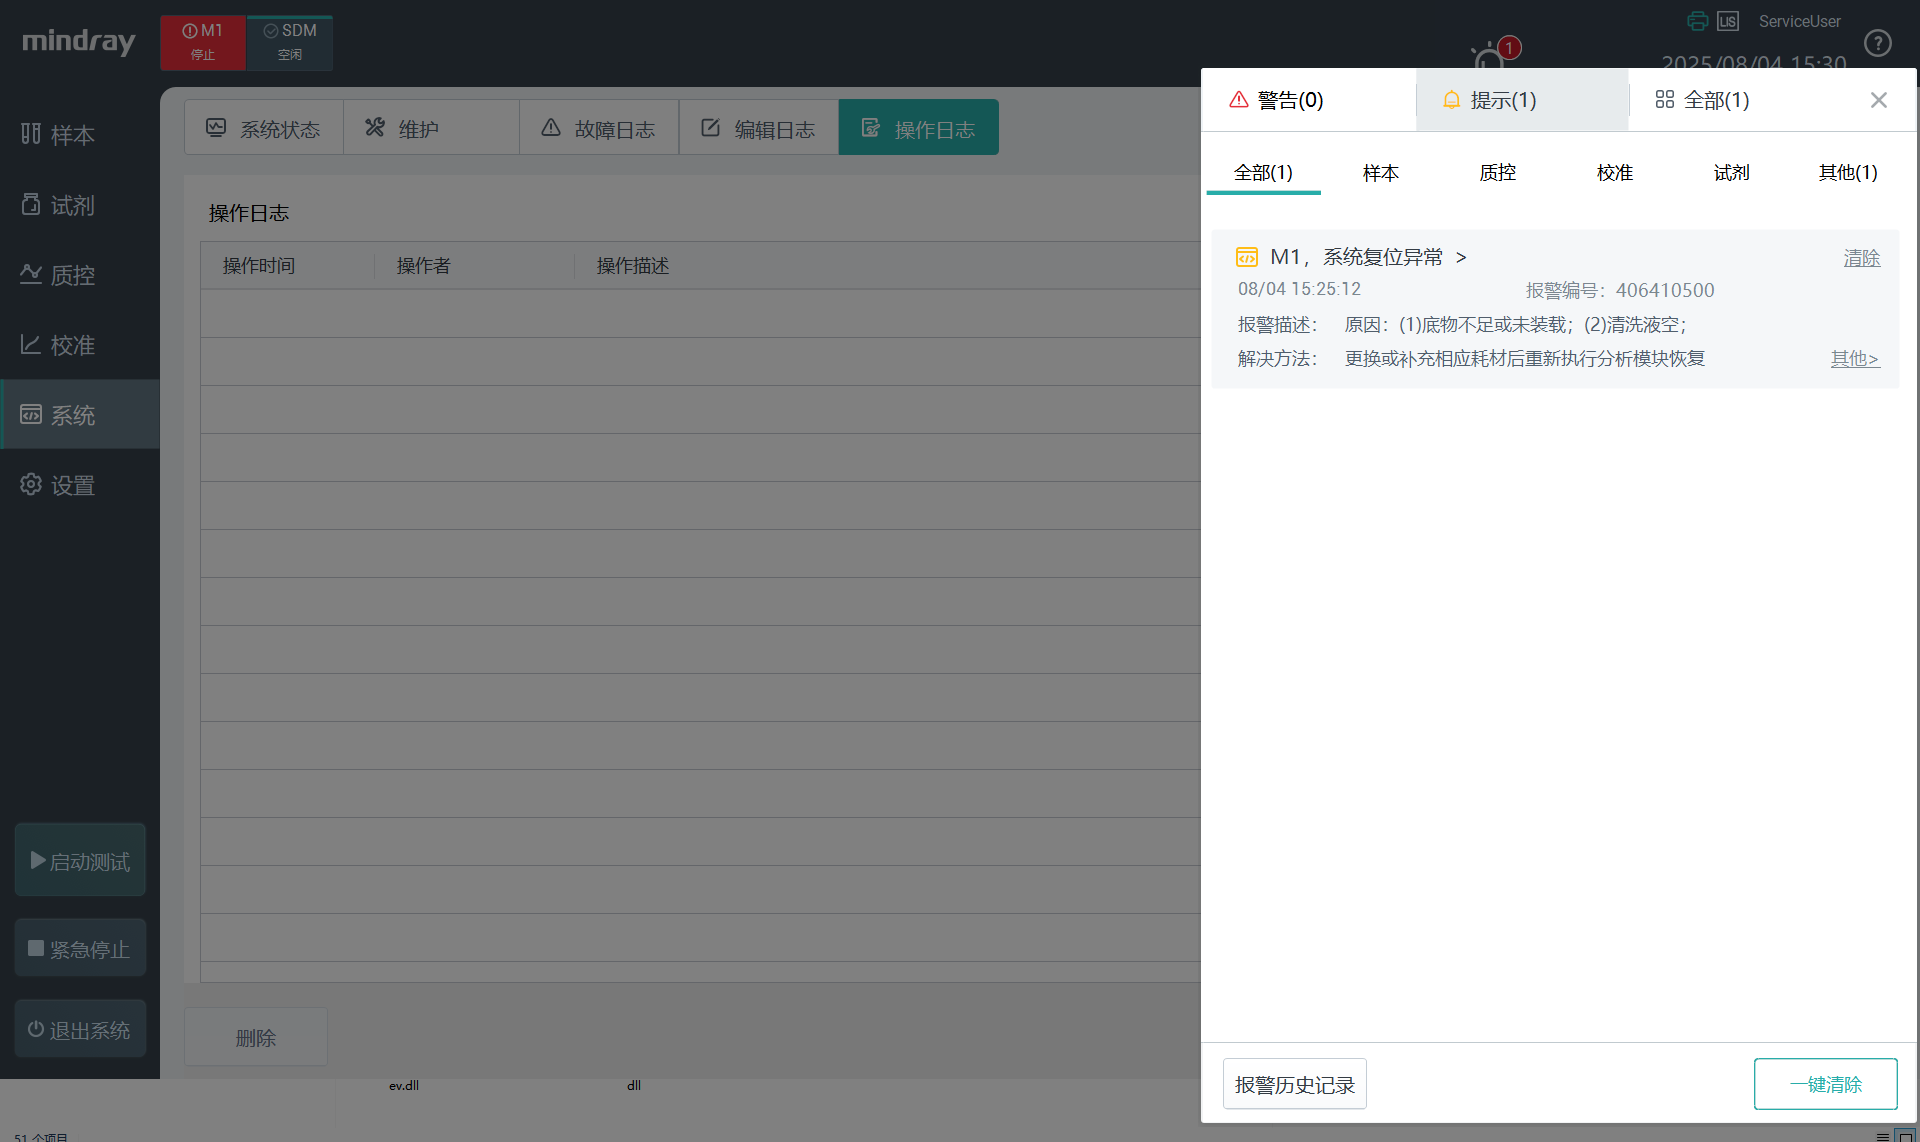 mindray
M1
停止
SDM
空闲
LIS
ServiceUser
1
?
2025/08/04 15:30
样本
试剂
质控
校准
系统
设置
启动测试
紧急停止
退出系统
系统状态
维护
故障日志
编辑日志
操作日志
操作日志
操作时间
操作者
操作描述
删除
ev.dll
dll
51 个项目
警告(0)
提示(1)
全部(1)
全部(1)
样本
质控
校准
试剂
其他(1)
M1，系统复位异常 >
清除
08/04 15:25:12
报警编号：406410500
报警描述： 原因：(1)底物不足或未装载；(2)清洗液空；
解决方法： 更换或补充相应耗材后重新执行分析模块恢复
其他>
报警历史记录
一键清除